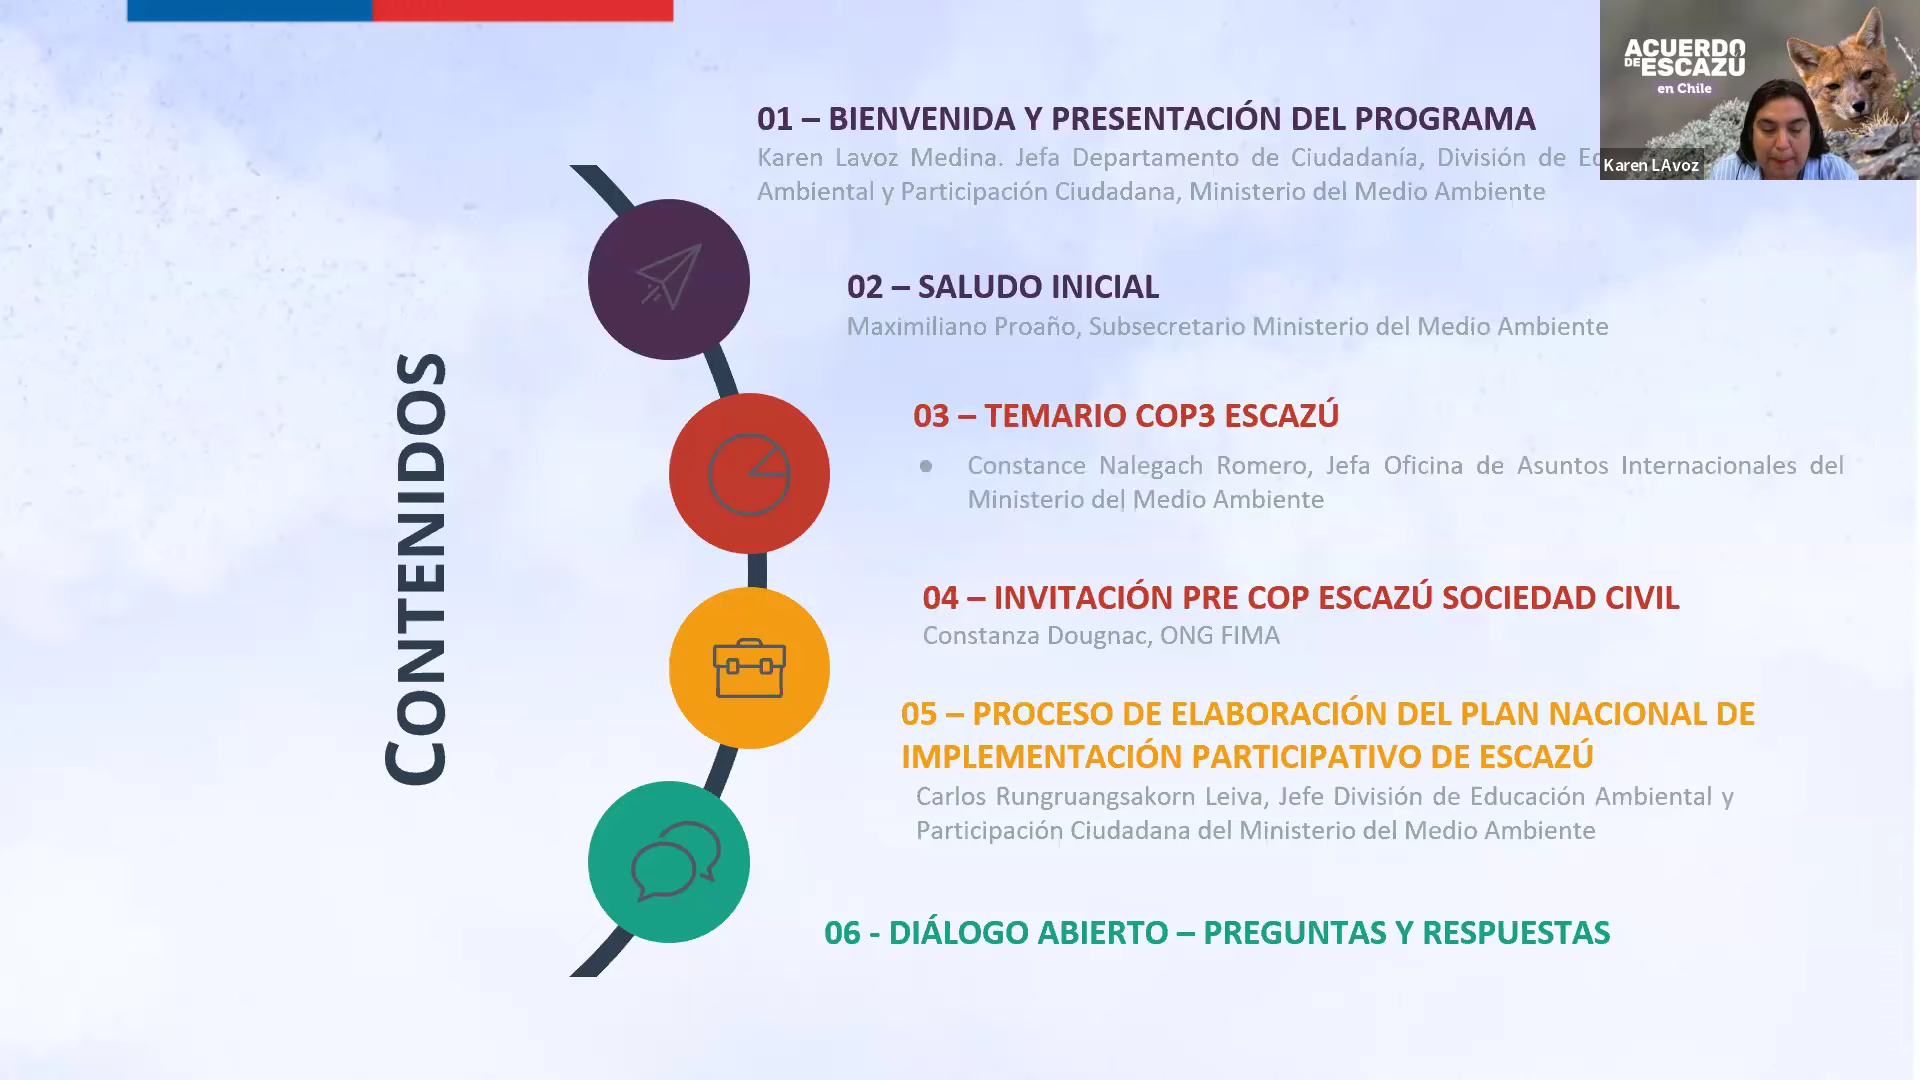 CONTENIDOS
01 – BIENVENIDA Y PRESENTACIÓN DEL PROGRAMA
Karen Lavoz Medina. Jefa Departamento de Ciudadanía, División de
Ambiental y Participación Ciudadana, Ministerio del Medio Ambiente
02 – SALUDO INICIAL
Maximiliano Proaño, Subsecretario Ministerio del Medio Ambiente
03 – TEMARIO COP3 ESCAZÚ
Constance Nalegach Romero, Jefa Oficina de Asuntos Internacionales del
Ministerio del Medio Ambiente
04 – INVITACIÓN PRE COP ESCAZÚ SOCIEDAD CIVIL
Constanza Dougnac, ONG FIMA
05 – PROCESO DE ELABORACIÓN DEL PLAN NACIONAL DE
IMPLEMENTACIÓN PARTICIPATIVO DE ESCAZÚ
Carlos Rungruangsakorn Leiva, Jefe División de Educación Ambiental y
Participación Ciudadana del Ministerio del Medio Ambiente
06 - DIÁLOGO ABIERTO – PREGUNTAS Y RESPUESTAS
ACUERDO
DE ESCAZÚ
en Chile
Karen LAvoz